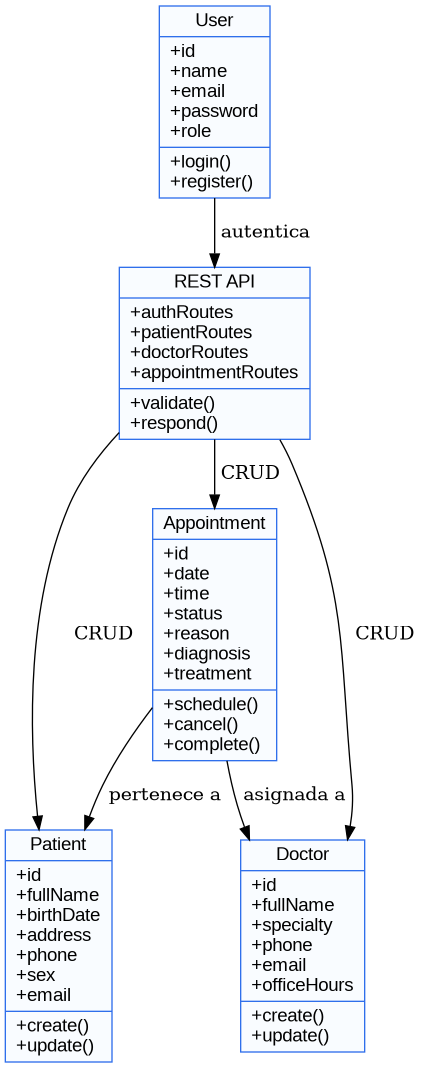 User
+id
+name
+email
+password
+role
+login()
+register()
autentica
REST API
+authRoutes
+patientRoutes
+doctorRoutes
+appointmentRoutes
+validate()
+respond()
CRUD
Appointment
+id
+date
+time
+status
+reason
+diagnosis
+treatment
+schedule()
+cancel()
+complete()
CRUD
CRUD
pertenece a
asignada a
Patient
+id
+fullName
+birthDate
+address
+phone
+sex
+email
+create()
+update()
Doctor
+id
+fullName
+specialty
+phone
+email
+officeHours
+create()
+update()